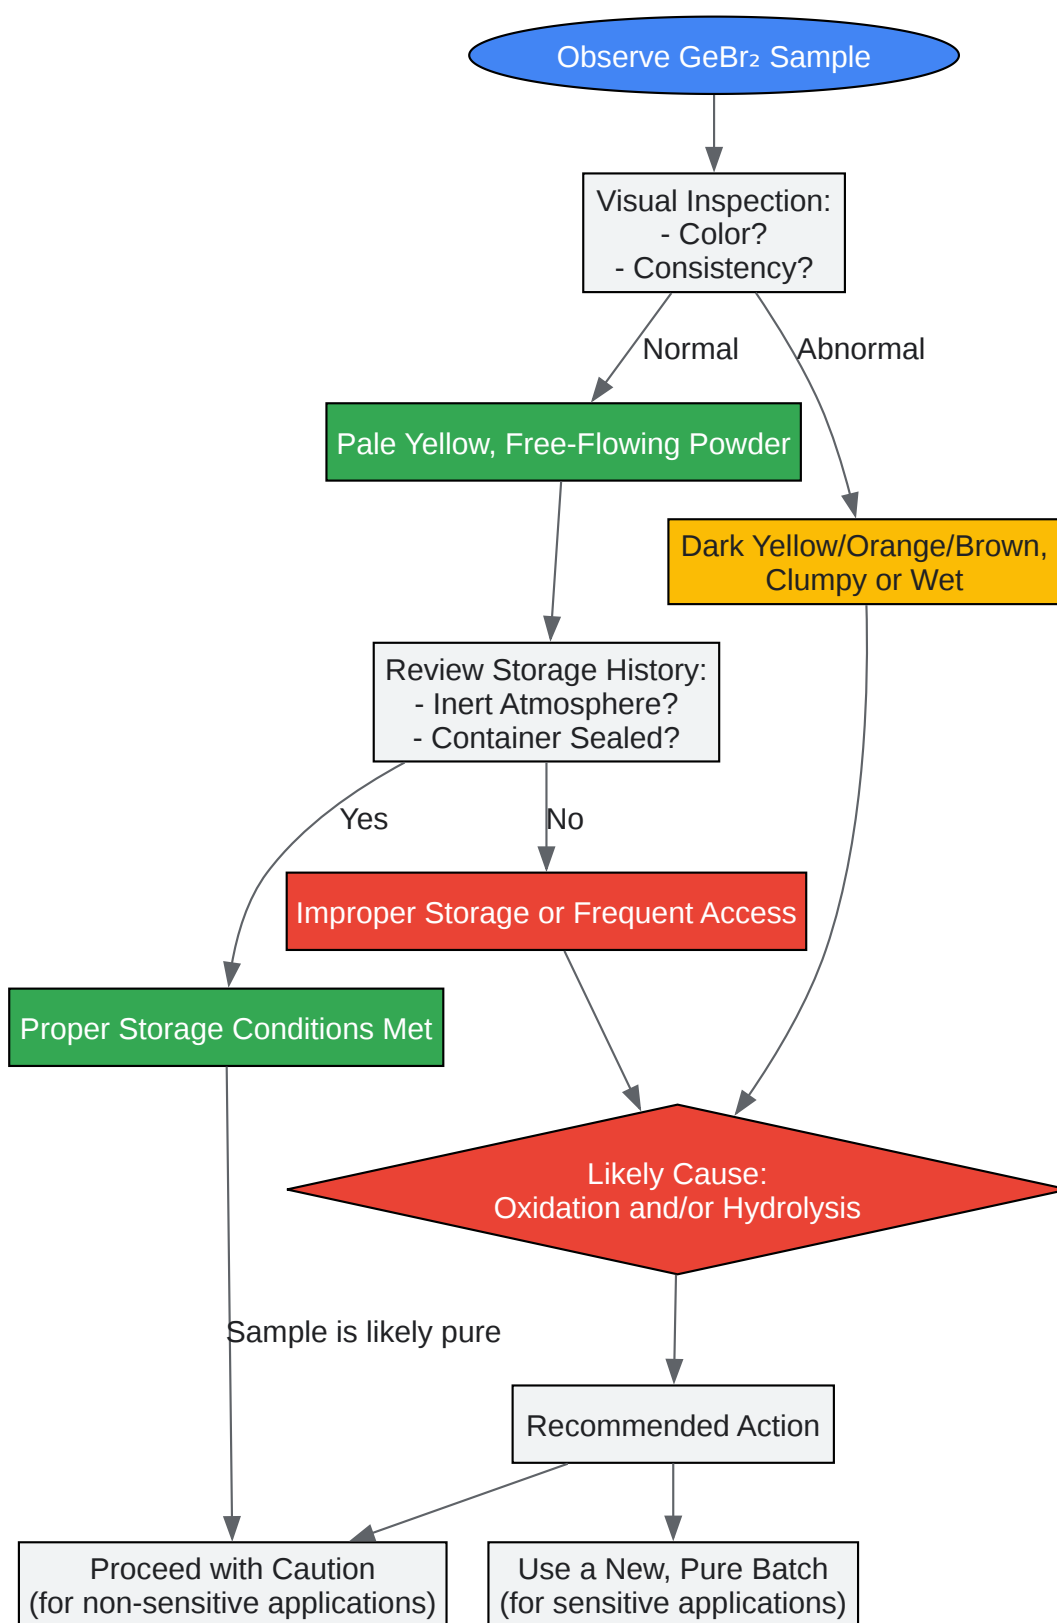 Observe GeBr₂ Sample
Visual Inspection:
- Color?
- Consistency?
Normal
Abnormal
Pale Yellow, Free-Flowing Powder
Dark Yellow/Orange/Brown,
Clumpy or Wet
Review Storage History:
- Inert Atmosphere?
- Container Sealed?
Yes
No
Improper Storage or Frequent Access
Proper Storage Conditions Met
Likely Cause:
Oxidation and/or Hydrolysis
Sample is likely pure
Recommended Action
Proceed with Caution
(for non-sensitive applications)
Use a New, Pure Batch
(for sensitive applications)